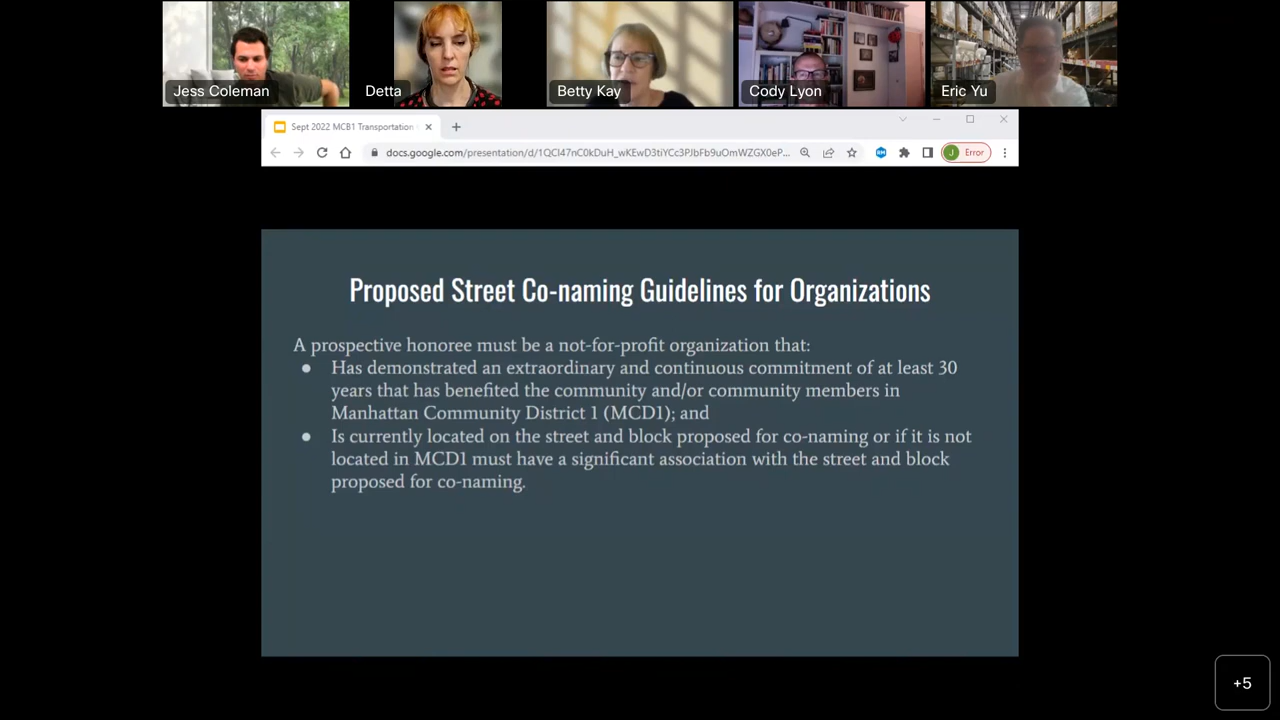 Jess Coleman
Detta
Betty Kay
Cody Lyon
Eric Yu
Sept 2022 MCB1 Transportation
docs.google.com/presentation/d/1QCl47nC0kDuH_wKEwD3tiYCc3PJbFb9uOmWZGX0eP...
J Error
Proposed Street Co-naming Guidelines for Organizations
A prospective honoree must be a not-for-profit organization that:
● Has demonstrated an extraordinary and continuous commitment of at least 30
years that has benefited the community and/or community members in
Manhattan Community District 1 (MCD1); and
● Is currently located on the street and block proposed for co-naming or if it is not
located in MCD1 must have a significant association with the street and block
proposed for co-naming.
+5